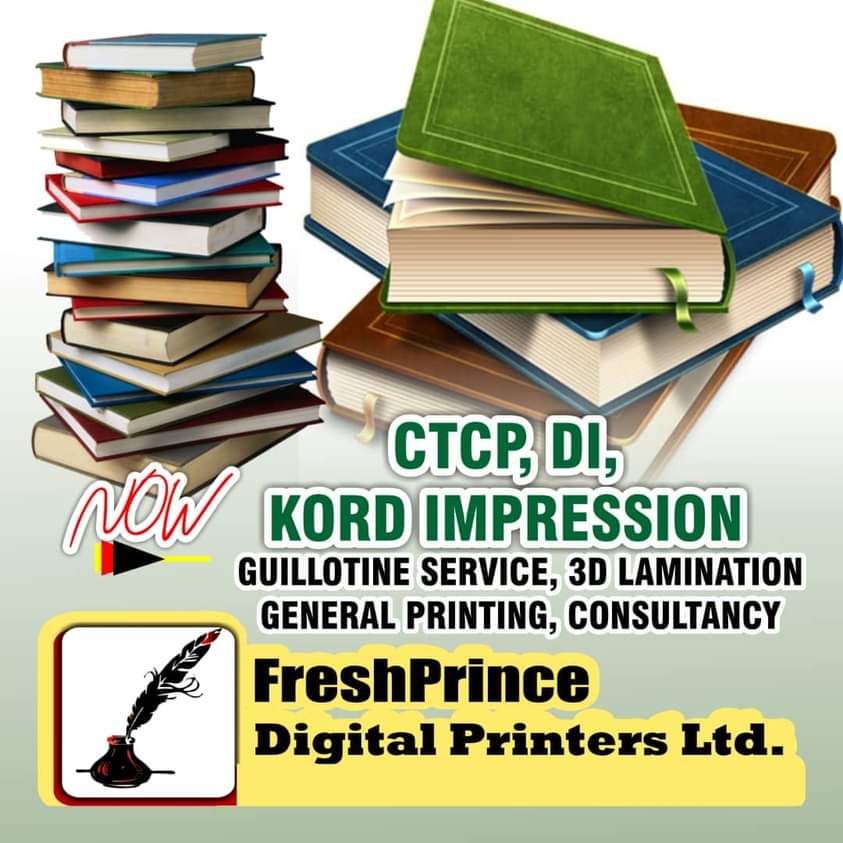 CTCP, DI,
NOW
KORD IMPRESSION
GUILLOTINE SERVICE, 3D LAMINATION
GENERAL PRINTING, CONSULTANCY
FreshPrince
Digital Printers Ltd.